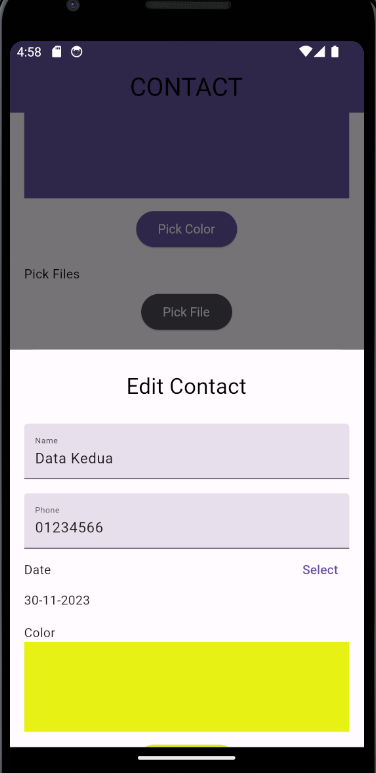 4:58
CONTACT
Pick Color
Pick Files
Pick File
Edit Contact
Name
Data Kedua
Phone
01234566
Date Select
30-11-2023
Color